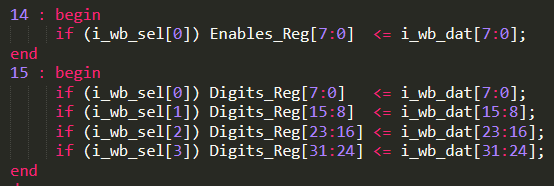 14 : begin
if (i_wb_sel[0]) Enables_Reg[7:0] <= i_wb_dat[7:0];
end
15 : begin
if (i_wb_sel[0]) Digits_Reg[7:0] <= i_wb_dat[7:0];
if (i_wb_sel[1]) Digits_Reg[15:8] <= i_wb_dat[15:8];
if (i_wb_sel[2]) Digits_Reg[23:16] <= i_wb_dat[23:16];
if (i_wb_sel[3]) Digits_Reg[31:24] <= i_wb_dat[31:24];
end